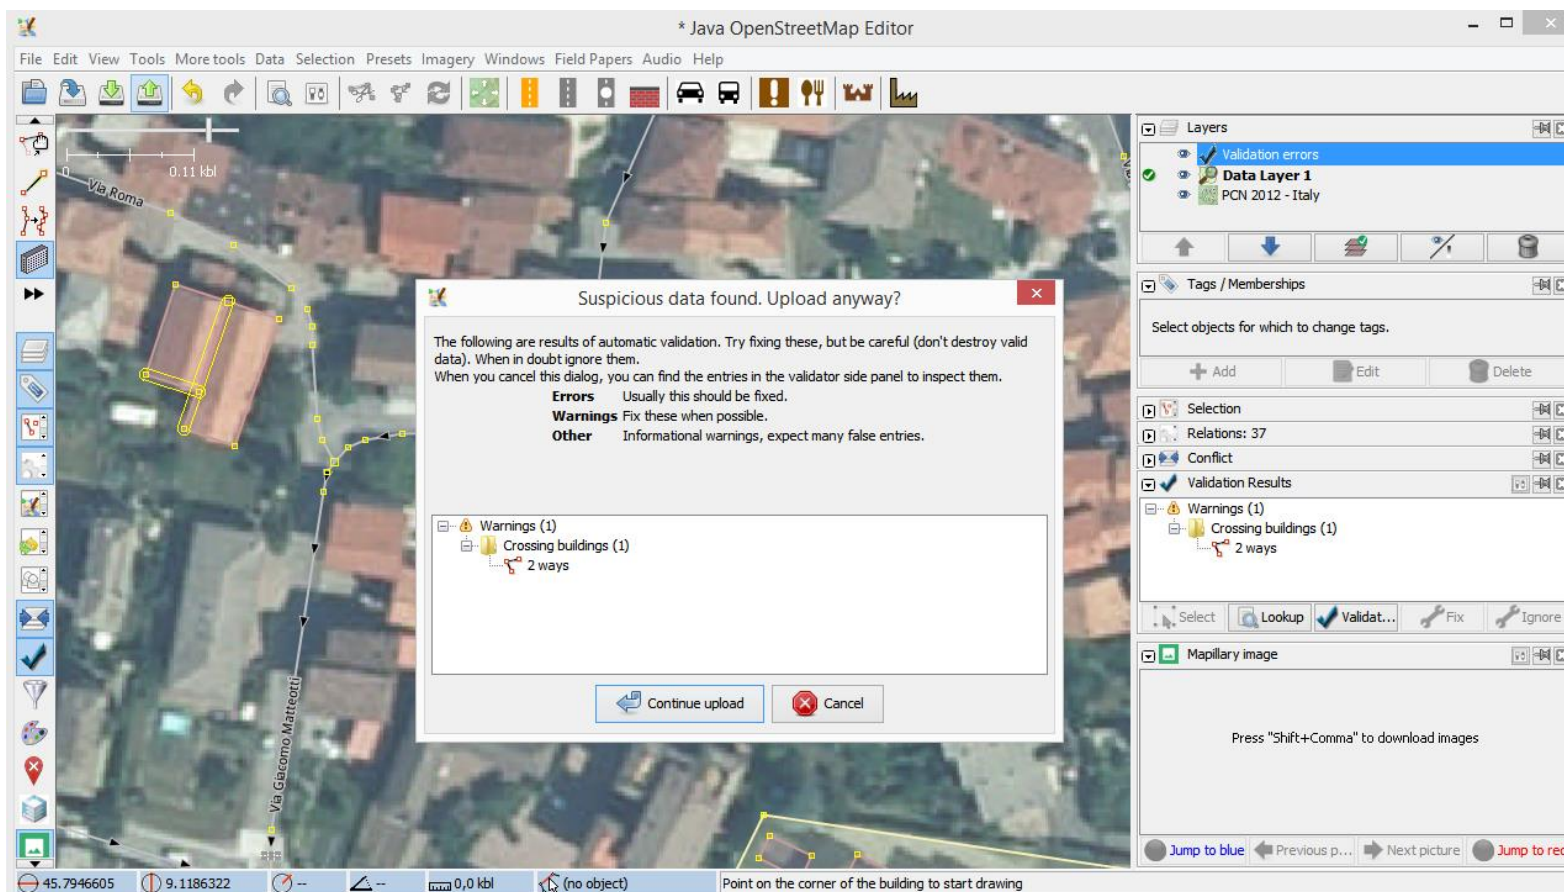 * Java OpenStreetMap Editor
File Edit View Tools More tools Data Selection Presets Imagery Windows Field Papers Audio Help
0 0.11 kbl
Via Roma
Via Giacomo Matteotti
Suspicious data found. Upload anyway?
The following are results of automatic validation. Try fixing these, but be careful (don't destroy valid
data). When in doubt ignore them.
When you cancel this dialog, you can find the entries in the validator side panel to inspect them.
Errors Usually this should be fixed.
Warnings Fix these when possible.
Other Informational warnings, expect many false entries.
Warnings (1)
Crossing buildings (1)
2 ways
Continue upload Cancel
Layers
Validation errors
Data Layer 1
PCN 2012 - Italy
Tags / Memberships
Select objects for which to change tags.
Add Edit Delete
Selection
Relations: 37
Conflict
Validation Results
Warnings (1)
Crossing buildings (1)
2 ways
Select Lookup Validat... Fix Ignore
Mapillary image
Press "Shift+Comma" to download images
Jump to blue Previous p... Next picture Jump to red
45.7946605 9.1186322 -- -- 0,0 kbl (no object) Point on the corner of the building to start drawing